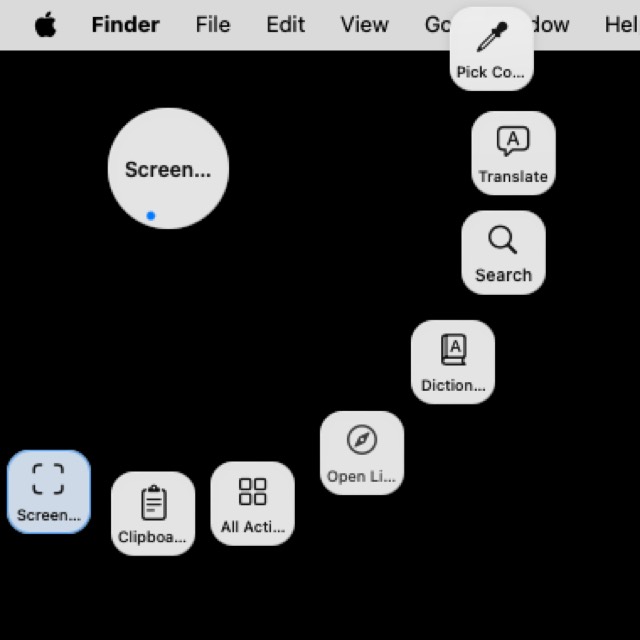 Finder File Edit View Go dow Hel
Pick Co...
Screen...
A
Translate
Search
A
Diction...
Open Li...
Screen...
Clipboa...
All Acti...